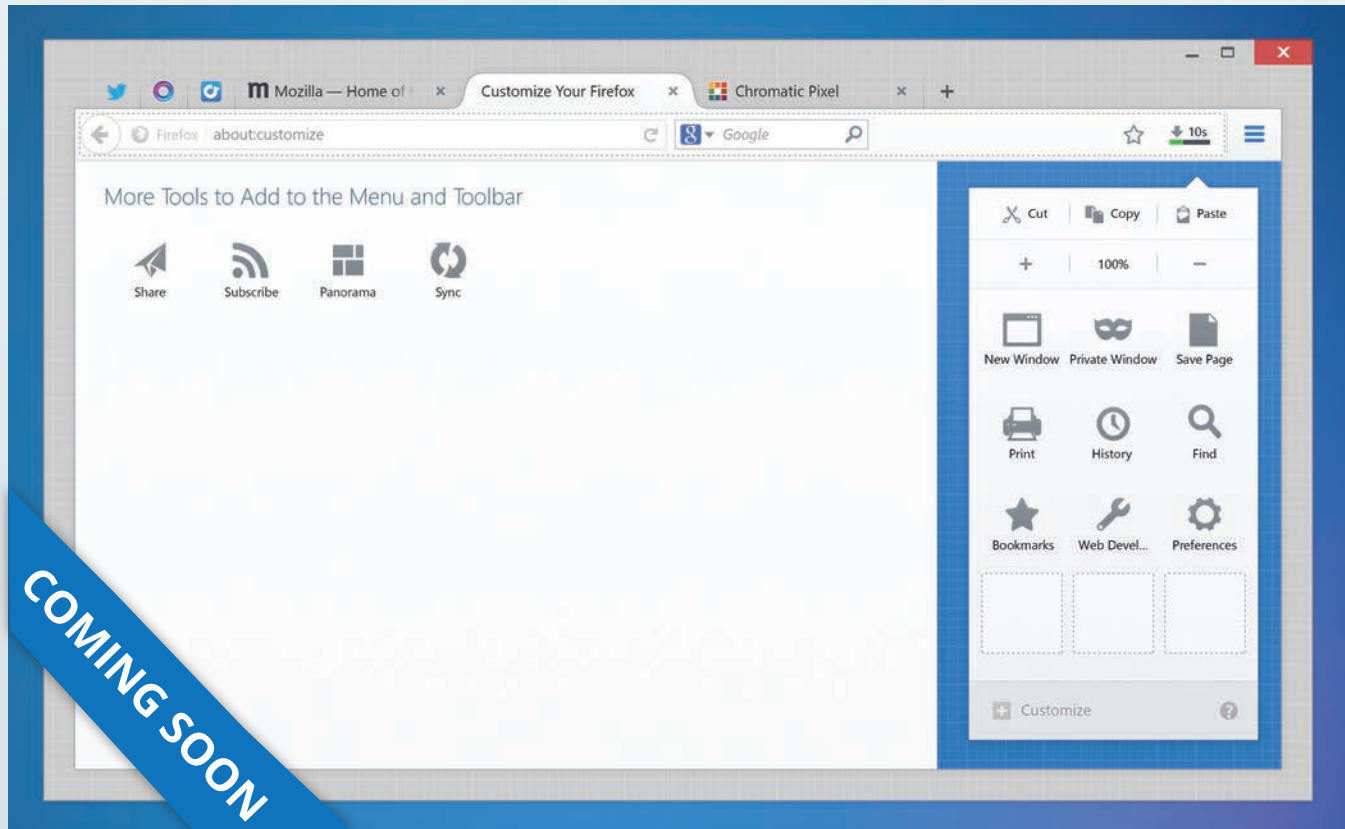 m Mozilla — Home of
Customize Your Firefox
Chromatic Pixel
Firefox about:customize
8 Google
10s
More Tools to Add to the Menu and Toolbar
Share Subscribe Panorama Sync
Cut Copy Paste
+ 100% −
New Window Private Window Save Page
Print History Find
Bookmarks Web Devel... Preferences
Customize ?
COMING SOON